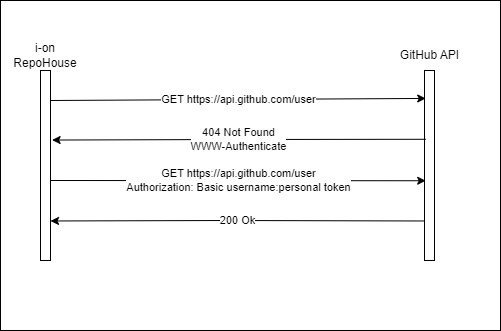 i-on
RepoHouse
GitHub API
GET https://api.github.com/user
404 Not Found
WWW-Authenticate
GET https://api.github.com/user
Authorization: Basic username:personal token
200 Ok